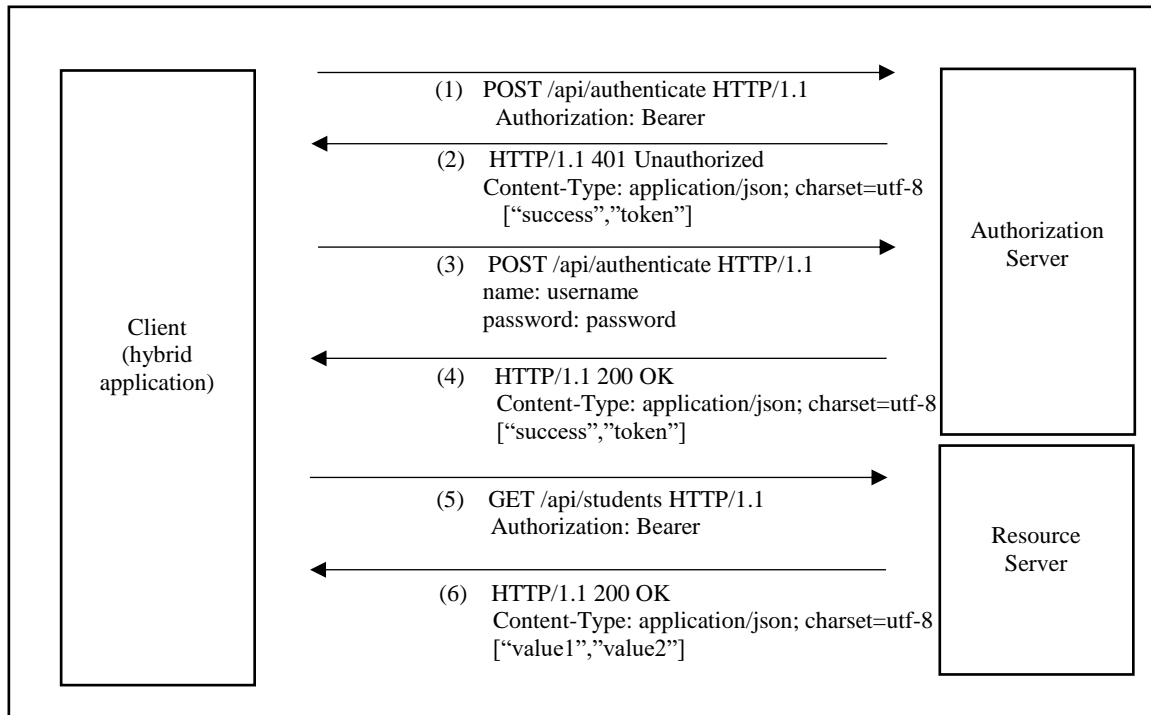 Client
(hybrid
application)
(1) POST /api/authenticate HTTP/1.1
Authorization: Bearer
(2) HTTP/1.1 401 Unauthorized
Content-Type: application/json; charset=utf-8
[“success”,”token”]
(3) POST /api/authenticate HTTP/1.1
name: username
password: password
(4) HTTP/1.1 200 OK
Content-Type: application/json; charset=utf-8
[“success”,”token”]
(5) GET /api/students HTTP/1.1
Authorization: Bearer
(6) HTTP/1.1 200 OK
Content-Type: application/json; charset=utf-8
[“value1”,”value2”]
Authorization
Server
Resource
Server